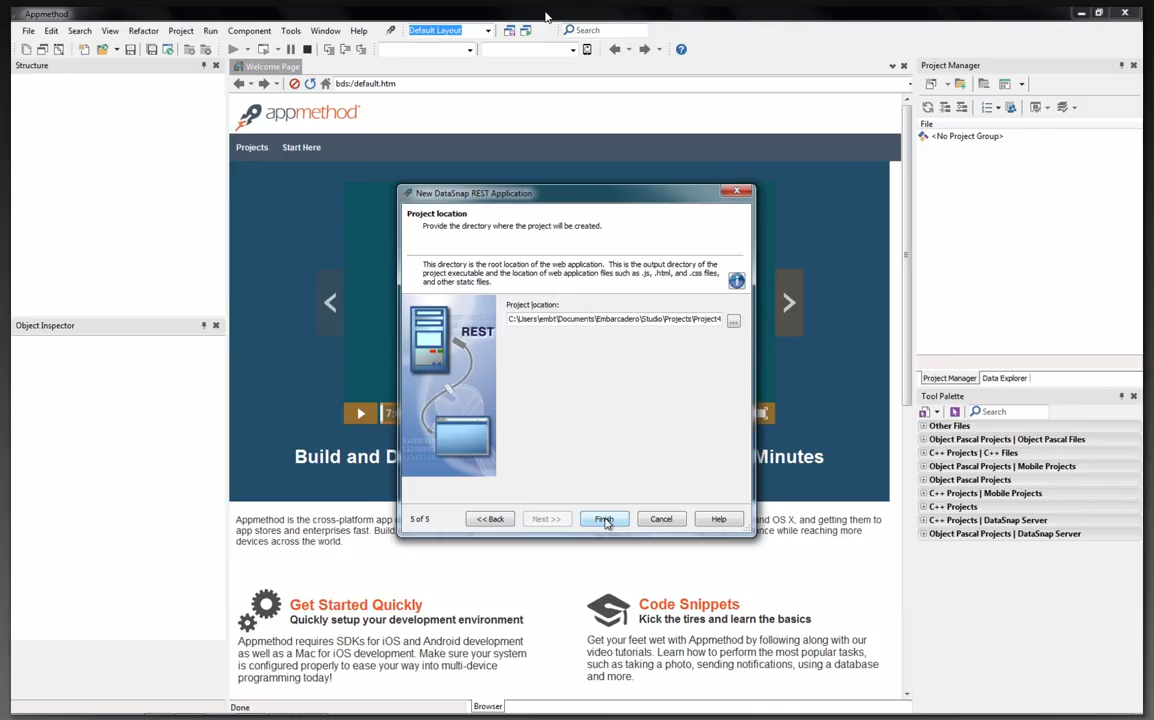 Appmethod
File Edit Search View Refactor Project Run Component Tools Window Help Default Layout Search
Structure
Welcome Page
bds:/default.htm
appmethod
Projects Start Here
Build and D
Minutes
Appmethod is the cross-platform app
nd OS X, and getting them to
app stores and enterprises fast. Buil
reach while reaching more
devices across the world.
Get Started Quickly
Quickly setup your development environment
Appmethod requires SDKs for iOS and Android development
as well as a Mac for iOS development. Make sure your system
is configured properly to ease your way into multi-device
programming today!
Code Snippets
Kick the tires and learn the basics
Get your feet wet with Appmethod by following along with our
video tutorials. Learn how to perform the most popular tasks,
such as taking a photo, sending notifications, using a database
and more.
Done
Browser
Object Inspector
New DataSnap REST Application
Project location
Provide the directory where the project will be created.
This directory is the root location of the web application. This is the output directory of the
project executable and the location of web application files such as .js, .html, and .css files,
and other static files.
REST
Project location:
C:\Users\embt\Documents\Embarcadero\Studio\Projects\Project4
...
5 of 5
<< Back Next >> Finish Cancel Help
Project Manager
File
<No Project Group>
Project Manager Data Explorer
Tool Palette
Search
Other Files
Object Pascal Projects | Object Pascal Files
C++ Projects | C++ Files
Object Pascal Projects | Mobile Projects
Object Pascal Projects
C++ Projects | Mobile Projects
C++ Projects
C++ Projects | DataSnap Server
Object Pascal Projects | DataSnap Server